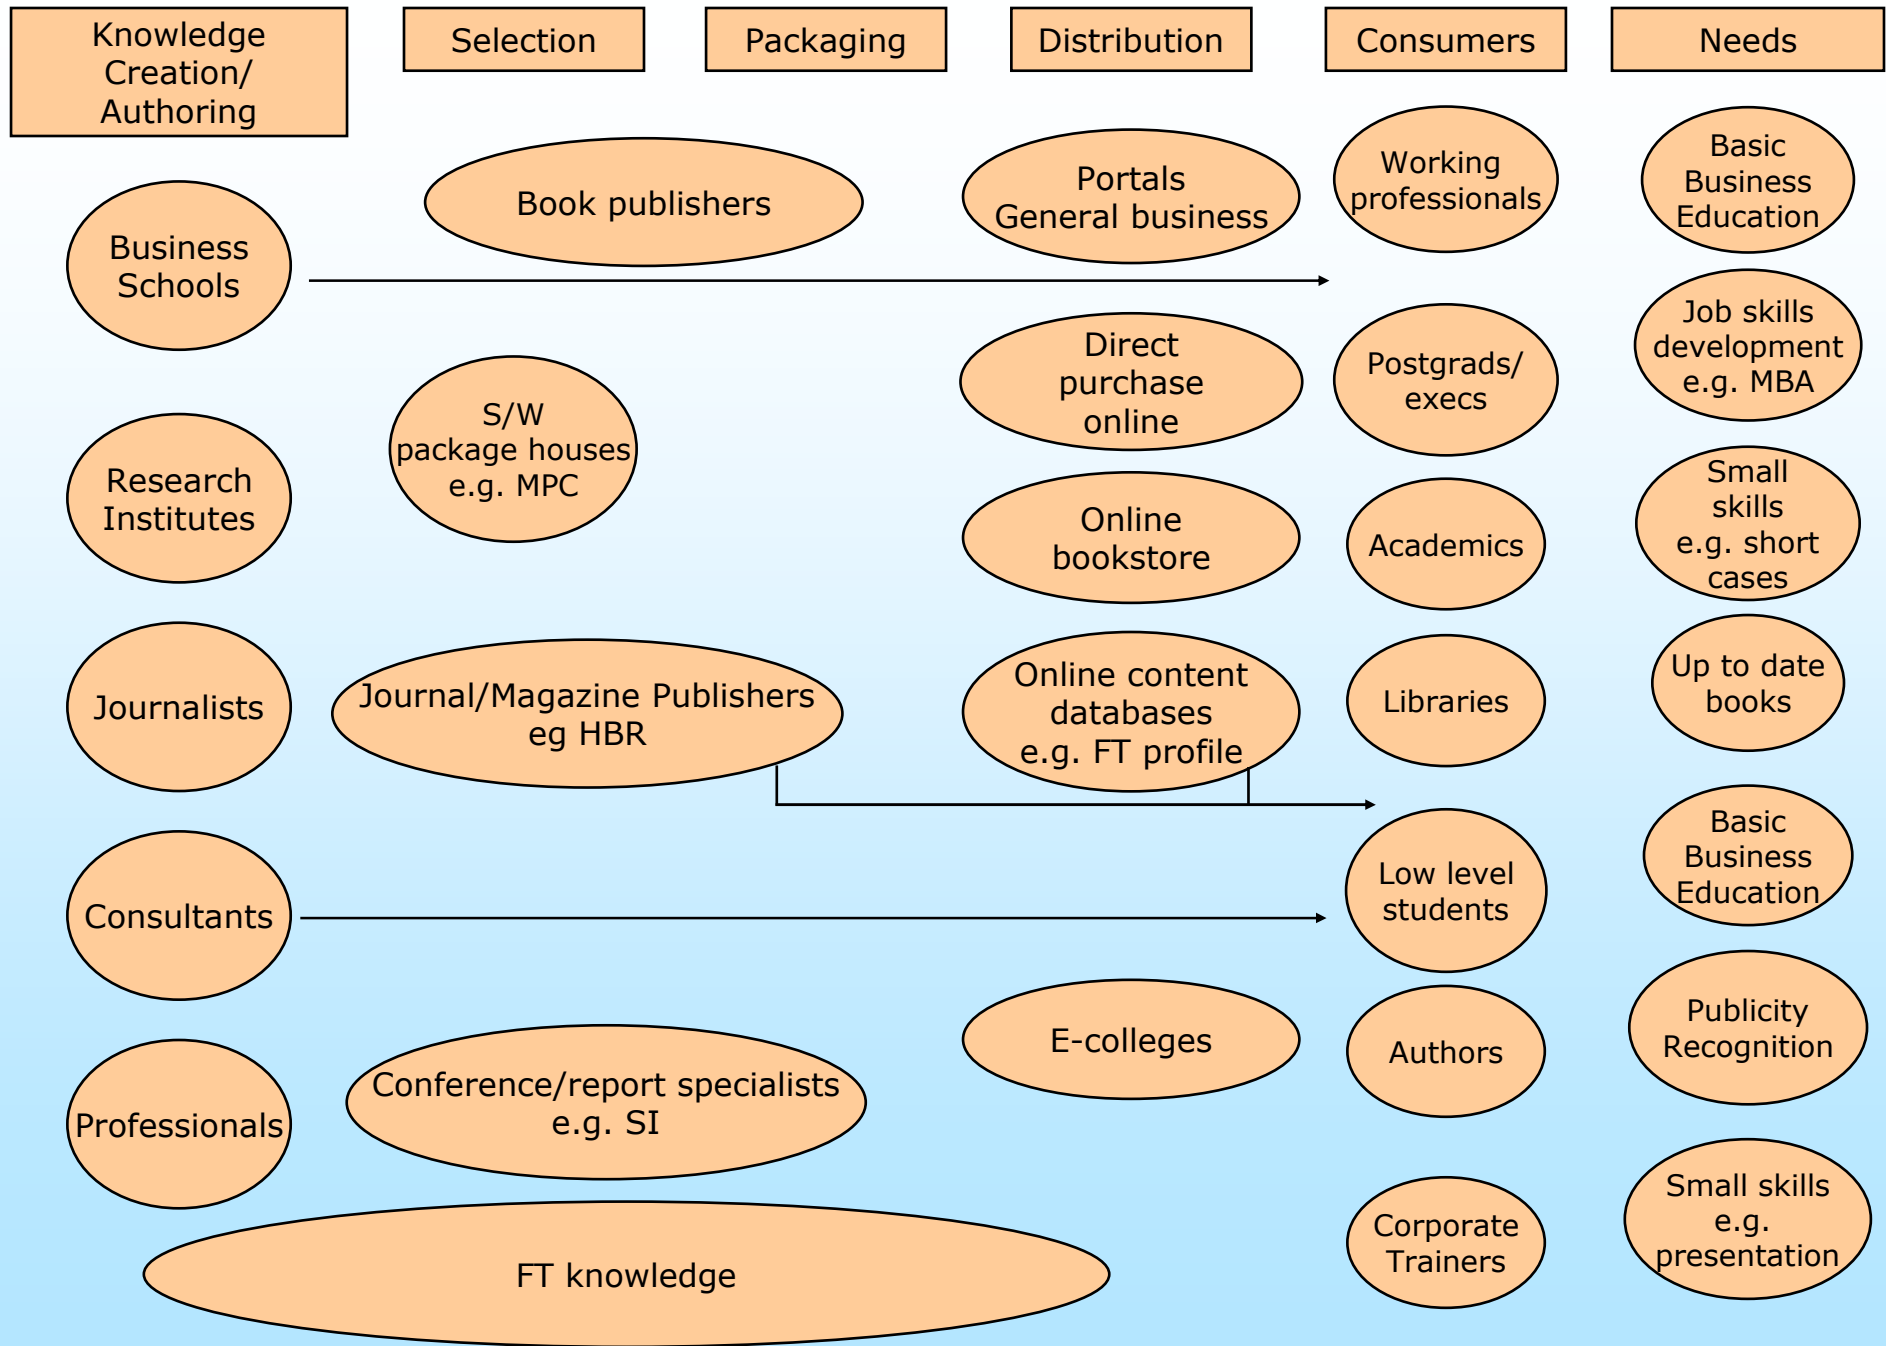 Knowledge
Creation/
Authoring
Selection
Packaging
Distribution
Consumers
Needs
Business
Schools
Research
Institutes
Journalists
Consultants
Professionals
Book publishers
S/W
package houses
e.g. MPC
Journal/Magazine Publishers
eg HBR
Conference/report specialists
e.g. SI
FT knowledge
Portals
General business
Direct
purchase
online
Online
bookstore
Online content
databases
e.g. FT profile
E-colleges
Working
professionals
Postgrads/
execs
Academics
Libraries
Low level
students
Authors
Corporate
Trainers
Basic
Business
Education
Job skills
development
e.g. MBA
Small
skills
e.g. short
cases
Up to date
books
Basic
Business
Education
Publicity
Recognition
Small skills
e.g.
presentation